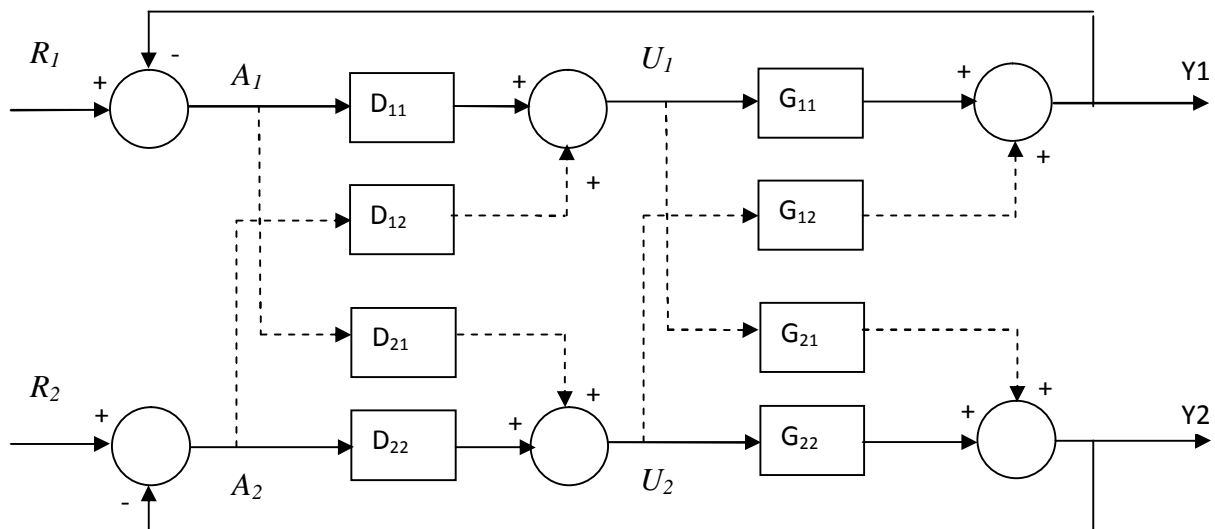 -
R₁
+
A₁
D₁₁
+
U₁
G₁₁
+
Y1
+
D₁₂
G₁₂
+
D₂₁
G₂₁
R₂
+
+
+
D₂₂
+
G₂₂
+
Y2
-
A₂
U₂